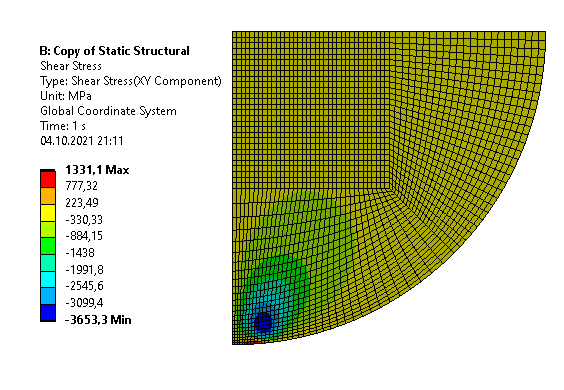 B: Copy of Static Structural
Shear Stress
Type: Shear Stress(XY Component)
Unit: MPa
Global Coordinate System
Time: 1 s
04.10.2021 21:11
1331,1 Max
777,32
223,49
-330,33
-884,15
-1438
-1991,8
-2545,6
-3099,4
-3653,3 Min